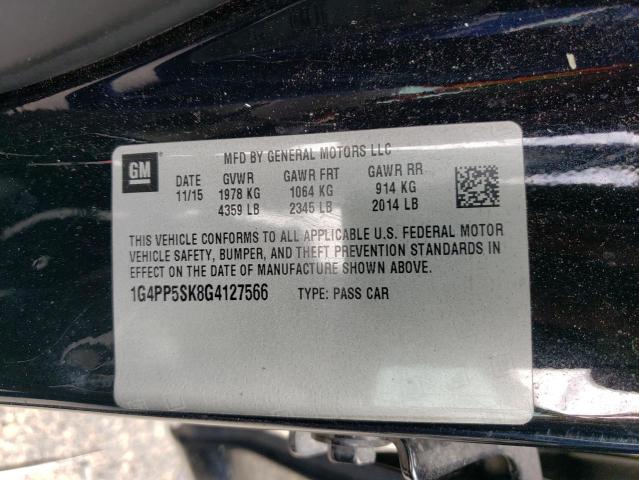 MFD BY GENERAL MOTORS LLC
GM
DATE GVWR GAWR FRT GAWR RR
11/15 1978 KG 1064 KG 914 KG
4359 LB 2345 LB 2014 LB
THIS VEHICLE CONFORMS TO ALL APPLICABLE U.S. FEDERAL MOTOR
VEHICLE SAFETY, BUMPER, AND THEFT PREVENTION STANDARDS IN
EFFECT ON THE DATE OF MANUFACTURE SHOWN ABOVE.
1G4PP5SK8G4127566 TYPE: PASS CAR